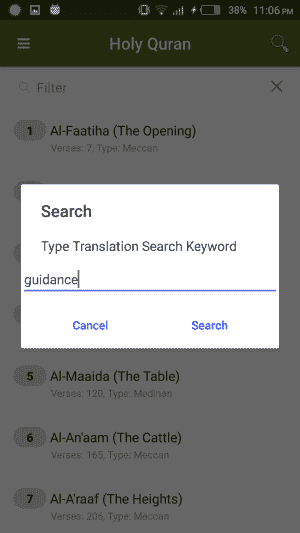 38% 11:06 PM
Holy Quran
Filter
1 Al-Faatiha (The Opening)
Verses: 7, Type: Meccan
Search
Type Translation Search Keyword
guidance
Cancel Search
5 Al-Maaida (The Table)
Verses: 120, Type: Medinan
6 Al-An'aam (The Cattle)
Verses: 165, Type: Meccan
7 Al-A'raaf (The Heights)
Verses: 206, Type: Meccan